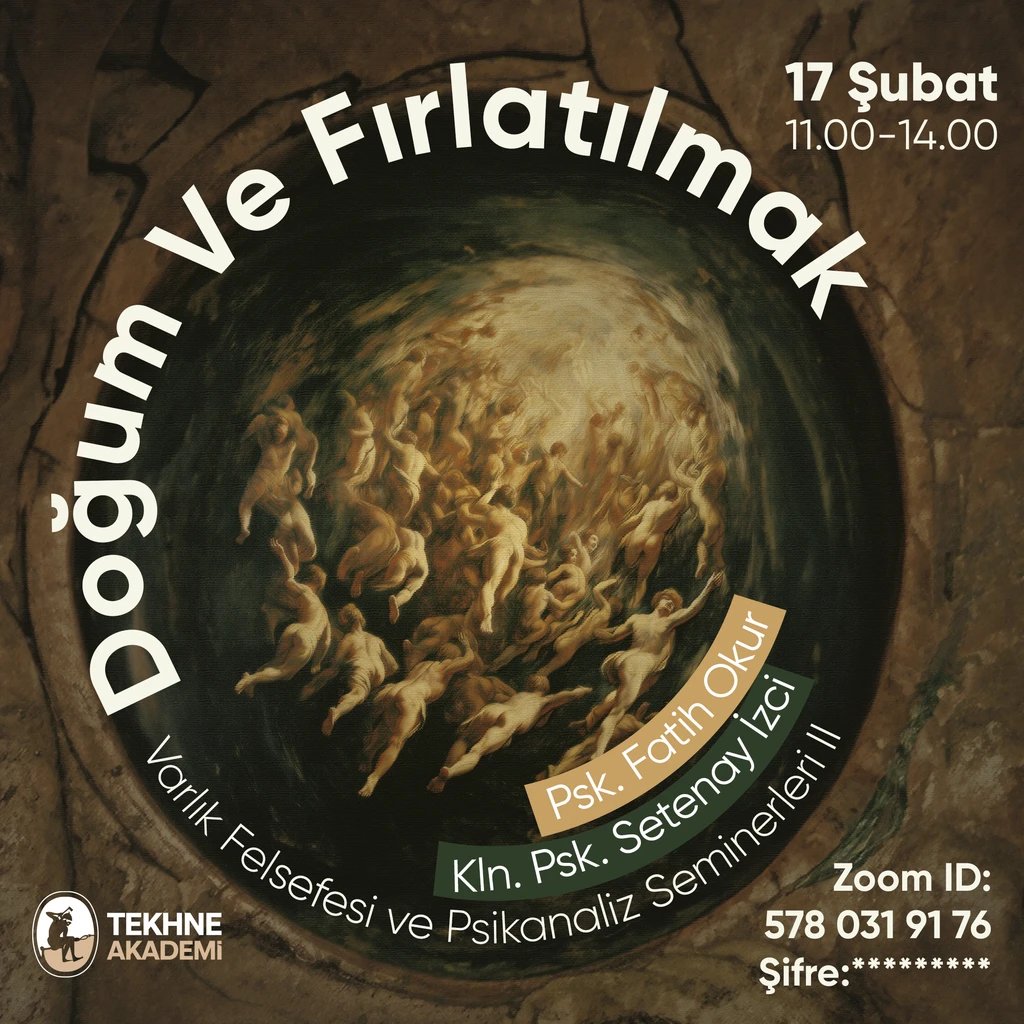 Doğum Ve Fırlatılmak
17 Şubat
11.00-14.00
Psk. Fatih Okur
Kln. Psk. Setenay İzci
Varlık Felsefesi ve Psikanaliz Seminerleri II
TEKHNE
AKADEMİ
Zoom ID:
578 031 91 76
Şifre:*********